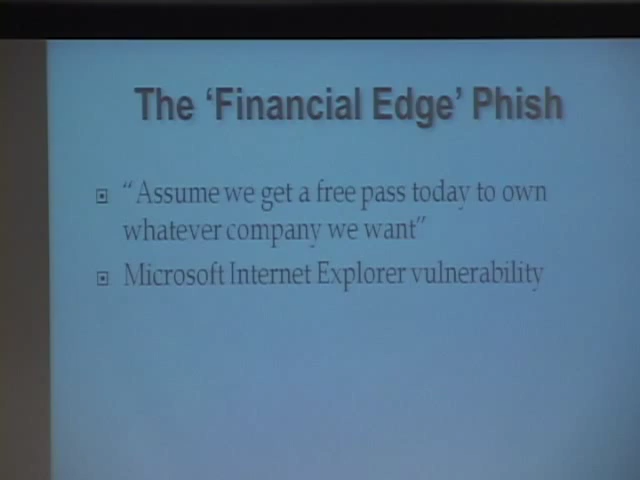 The ‘Financial Edge’ Phish
“Assume we get a free pass today to own
whatever company we want”
Microsoft Internet Explorer vulnerability